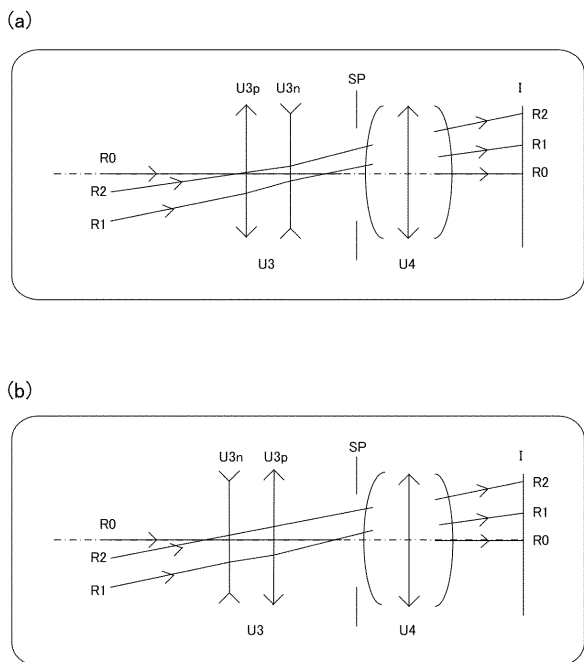 (a)
U3p U3n SP I
R2
R1
R0 R0
R2
R1
U3 U4
(b)
U3n U3p SP I
R2
R1
R0 R0
R2
R1
U3 U4